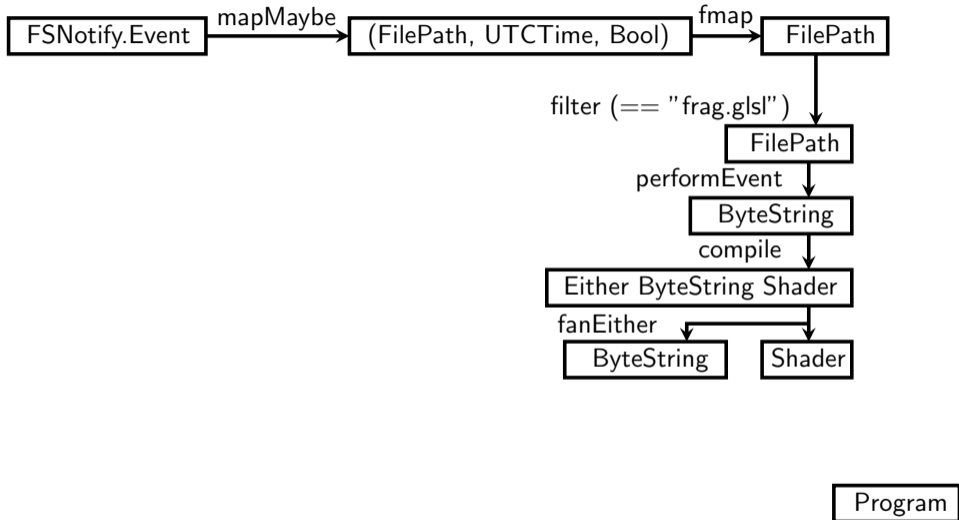 mapMaybe
fmap
FSNotify.Event
(FilePath, UTCTime, Bool)
FilePath
filter (== "frag.glsl")
FilePath
performEvent
ByteString
compile
Either ByteString Shader
fanEither
ByteString
Shader
Program